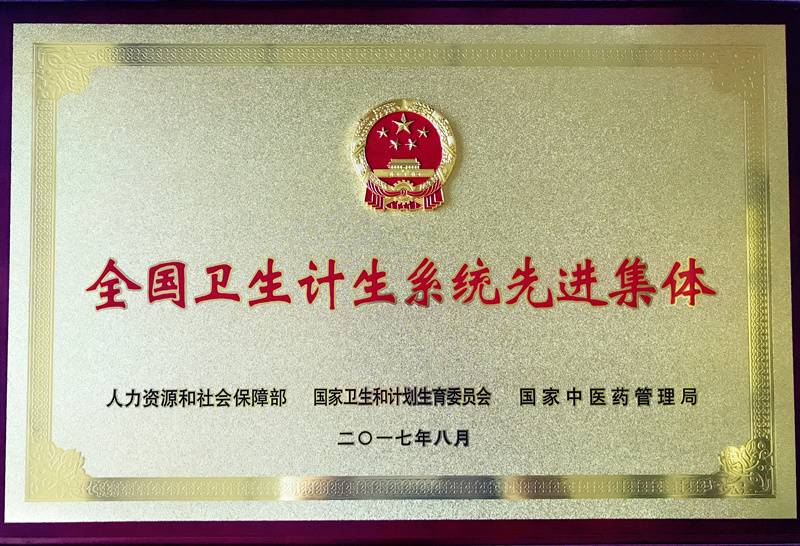 全国卫生计生系统先进集体
人力资源和社会保障部 国家卫生和计划生育委员会 国家中医药管理局
二〇一七年八月